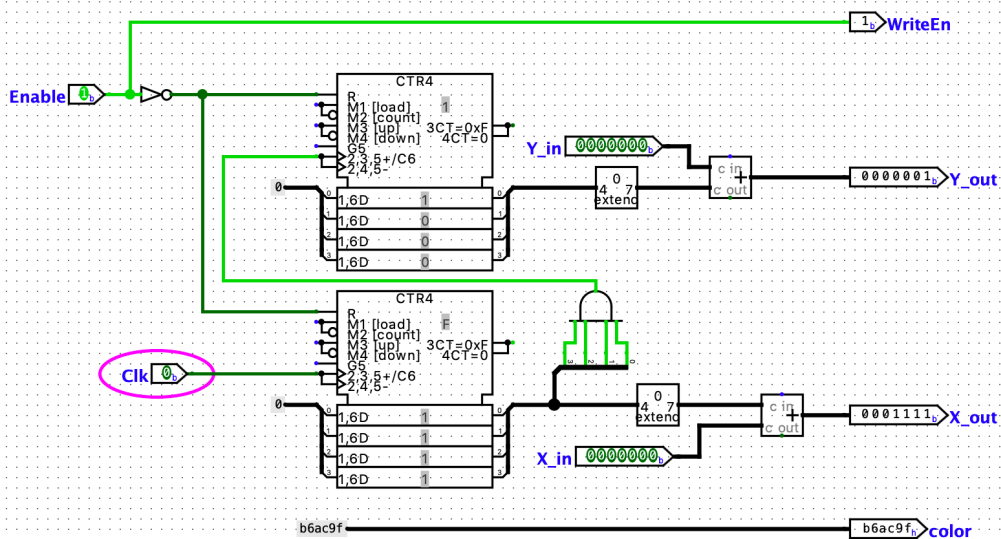 1b WriteEn
CTR4
Enable 1b
R
M1 [load] 1
M2 [count]
M3 [up] 3CT=0xF
M4 [down] 4CT=0
G5
2,3,5+/C6
2,4,5-
Y_in 0000000b
c in
+
c out
0000001b Y_out
0
0
4 7
extend
0 1,6D 1 0
1 1,6D 0 1
2 1,6D 0 2
3 1,6D 0 3
CTR4
R
M1 [load] F
M2 [count]
M3 [up] 3CT=0xF
M4 [down] 4CT=0
G5
Clk 0b
2,3,5+/C6
2,4,5-
3 2 1 0
0
0
4 7
extend
c in
+
c out
0001111b X_out
0 1,6D 1 0
1 1,6D 1 1
2 1,6D 1 2
3 1,6D 1 3
X_in 0000000b
b6ac9f
b6ac9fh color